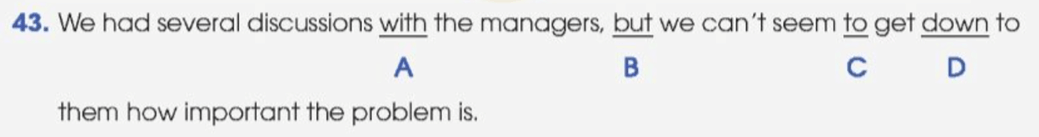 43. We had several discussions with the managers, but we can't seem to get down to
A B C D
them how important the problem is.